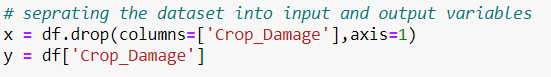 # seprating the dataset into input and output variables
x = df.drop(columns=['Crop_Damage'],axis=1)
y = df['Crop_Damage']